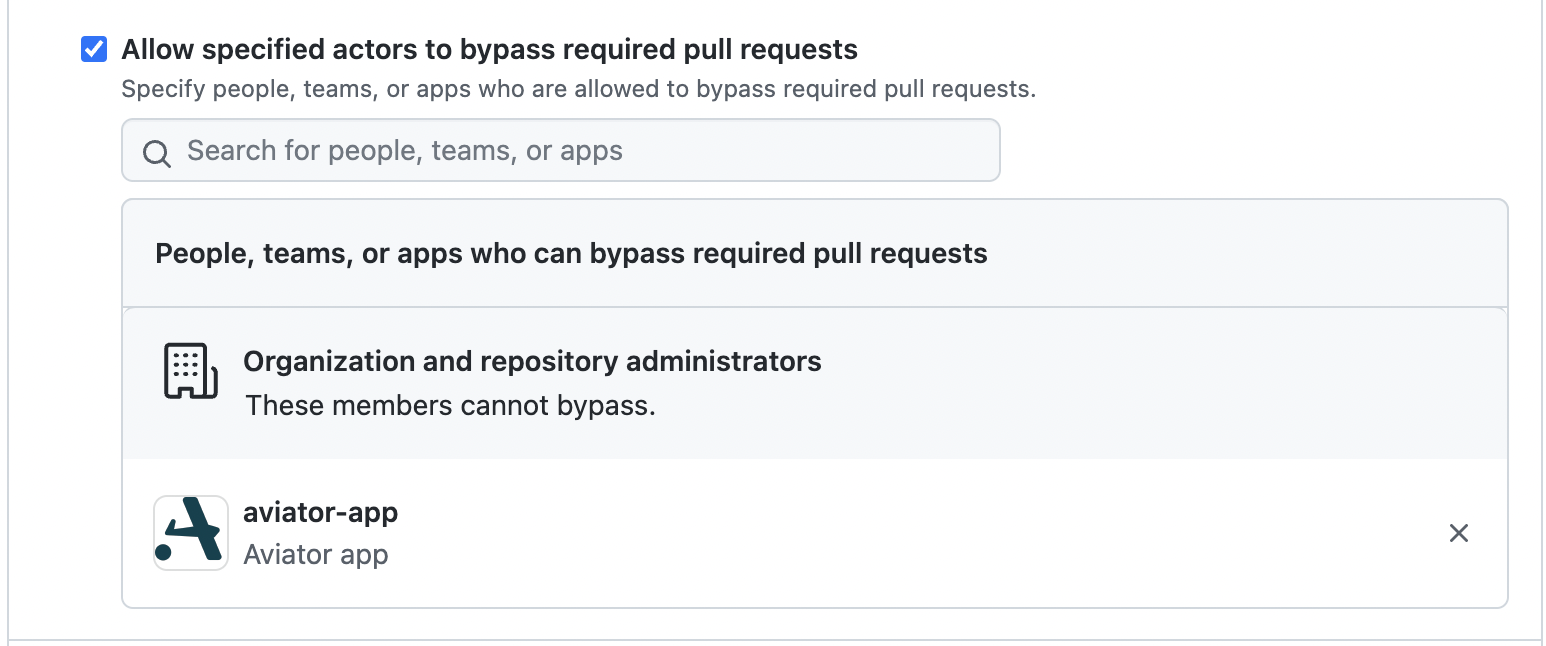 Allow specified actors to bypass required pull requests
Specify people, teams, or apps who are allowed to bypass required pull requests.
Search for people, teams, or apps
People, teams, or apps who can bypass required pull requests
Organization and repository administrators
These members cannot bypass.
aviator-app
Aviator app